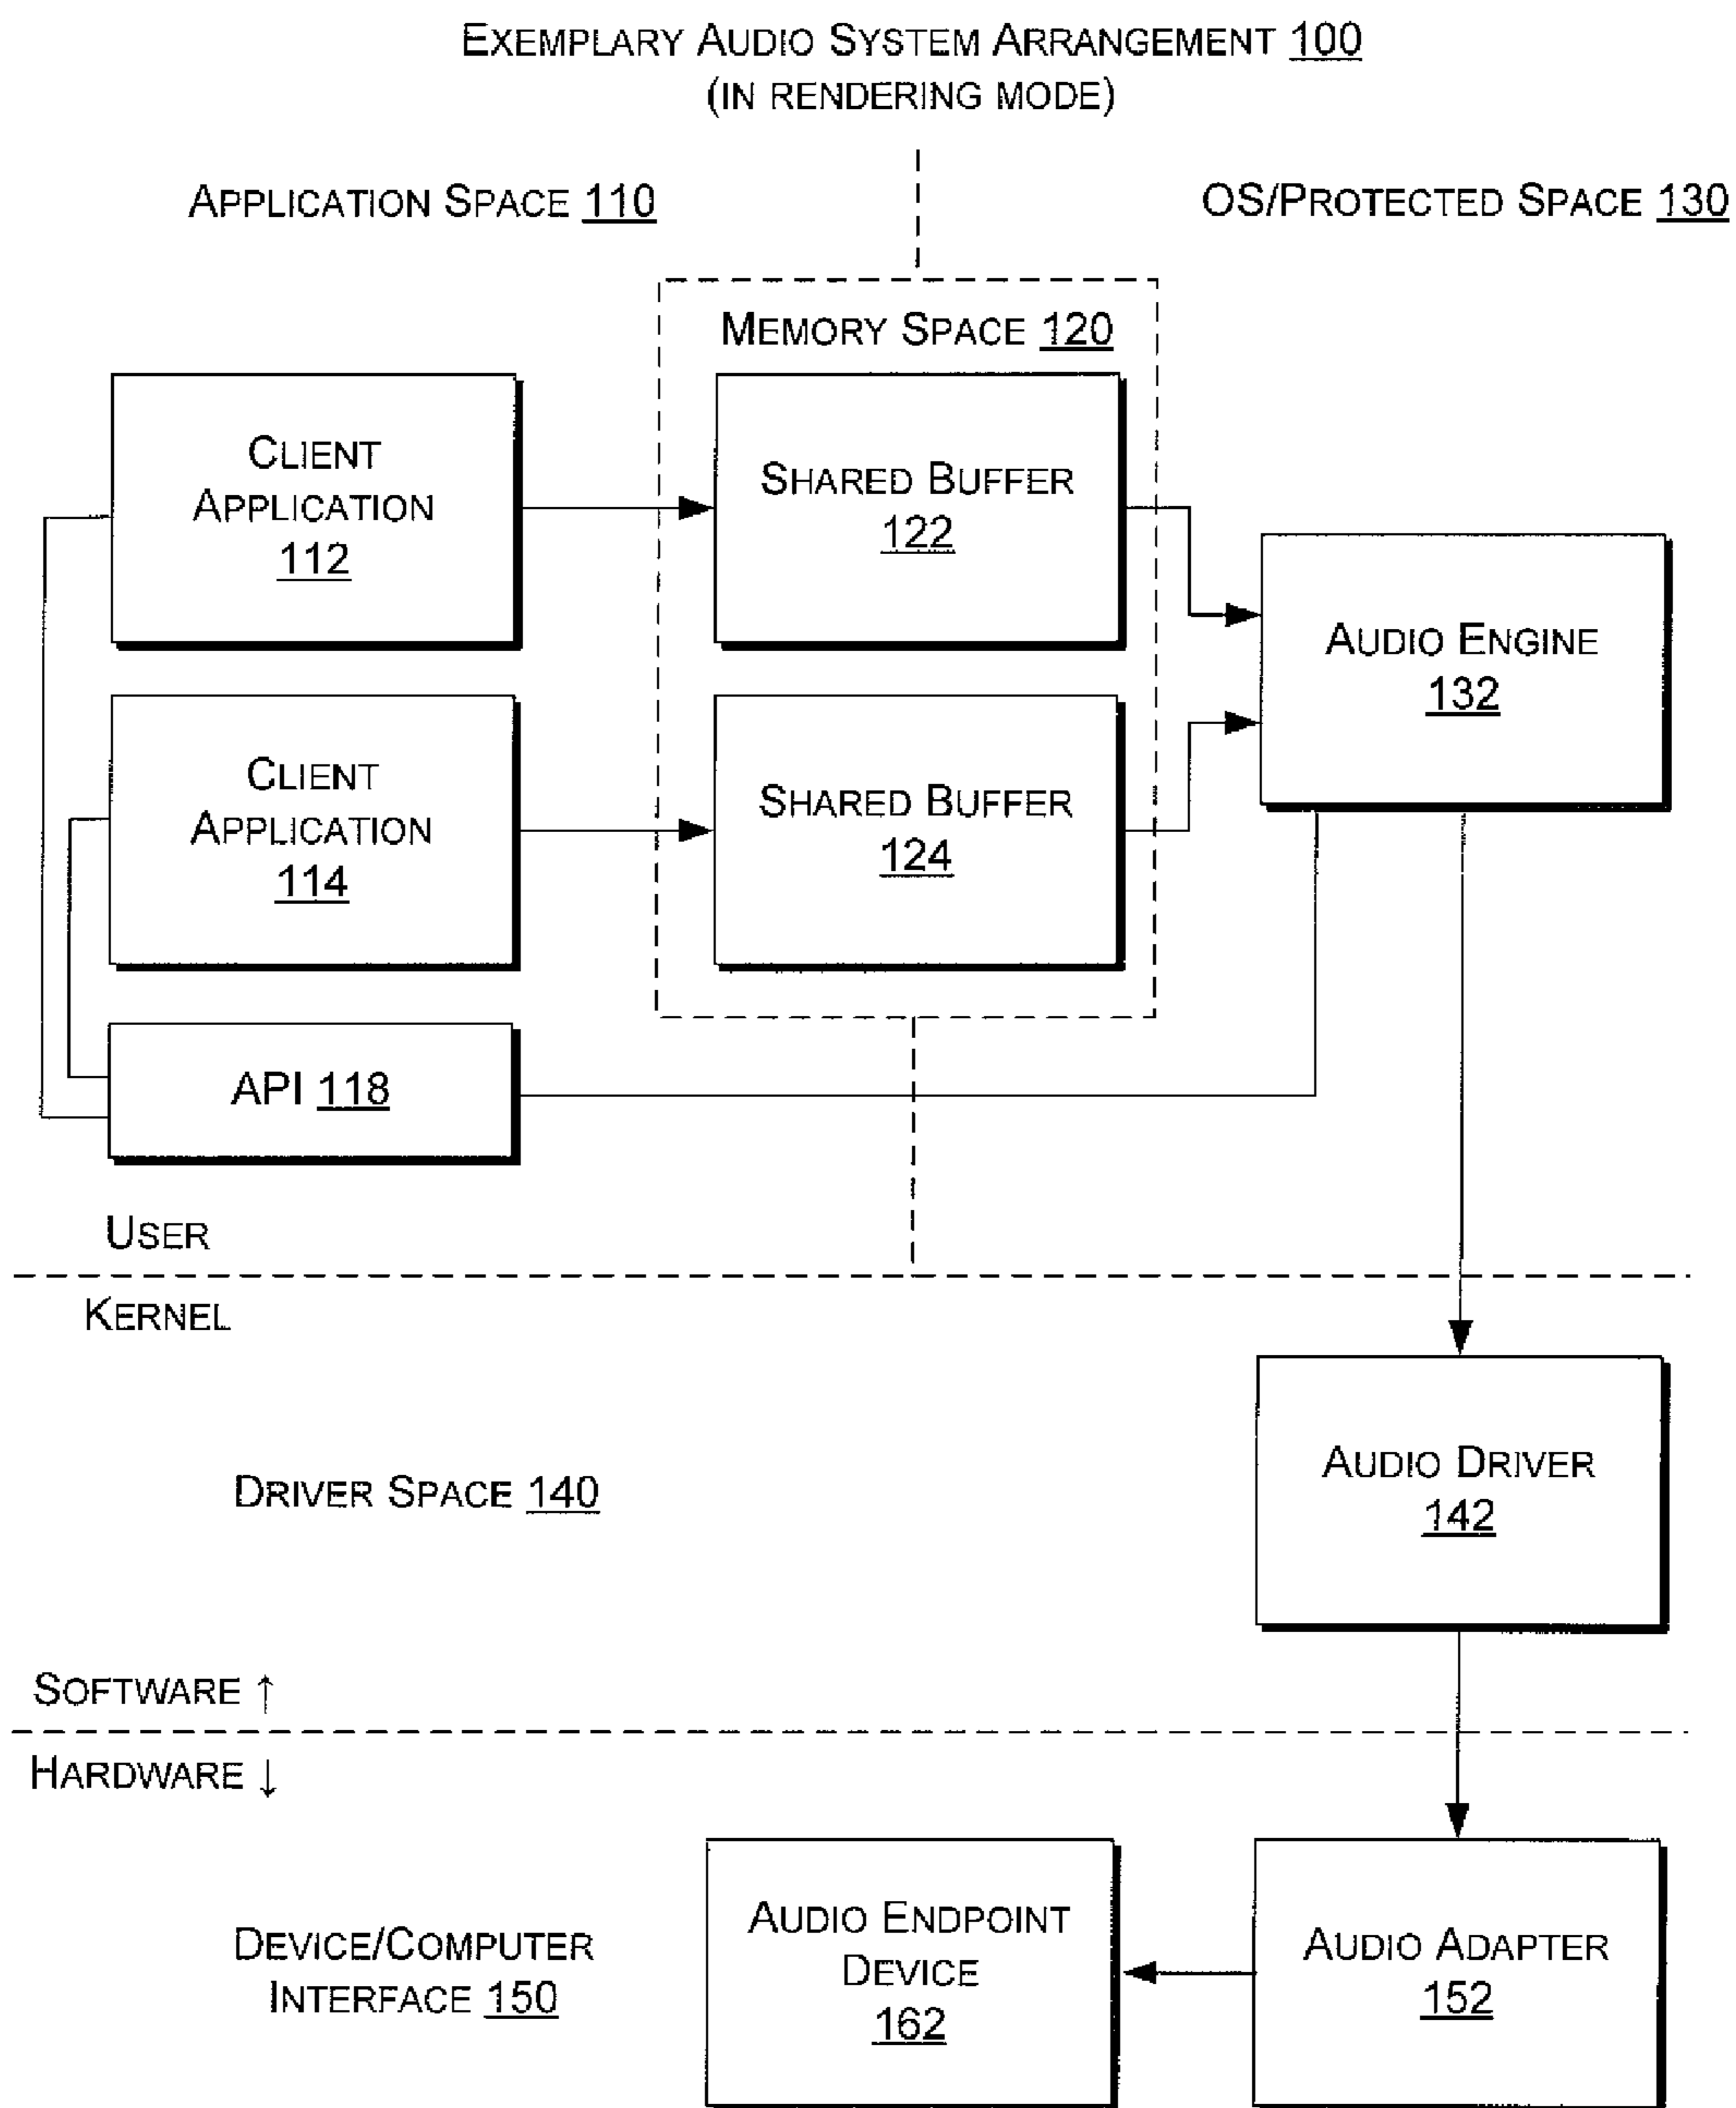 EXEMPLARY AUDIO SYSTEM ARRANGEMENT 100
(IN RENDERING MODE)
APPLICATION SPACE 110
OS/PROTECTED SPACE 130
MEMORY SPACE 120
CLIENT
APPLICATION
112
SHARED BUFFER
122
AUDIO ENGINE
132
CLIENT
APPLICATION
114
SHARED BUFFER
124
API 118
USER
KERNEL
DRIVER SPACE 140
AUDIO DRIVER
142
SOFTWARE ↑
HARDWARE ↓
DEVICE/COMPUTER
INTERFACE 150
AUDIO ENDPOINT
DEVICE
162
AUDIO ADAPTER
152